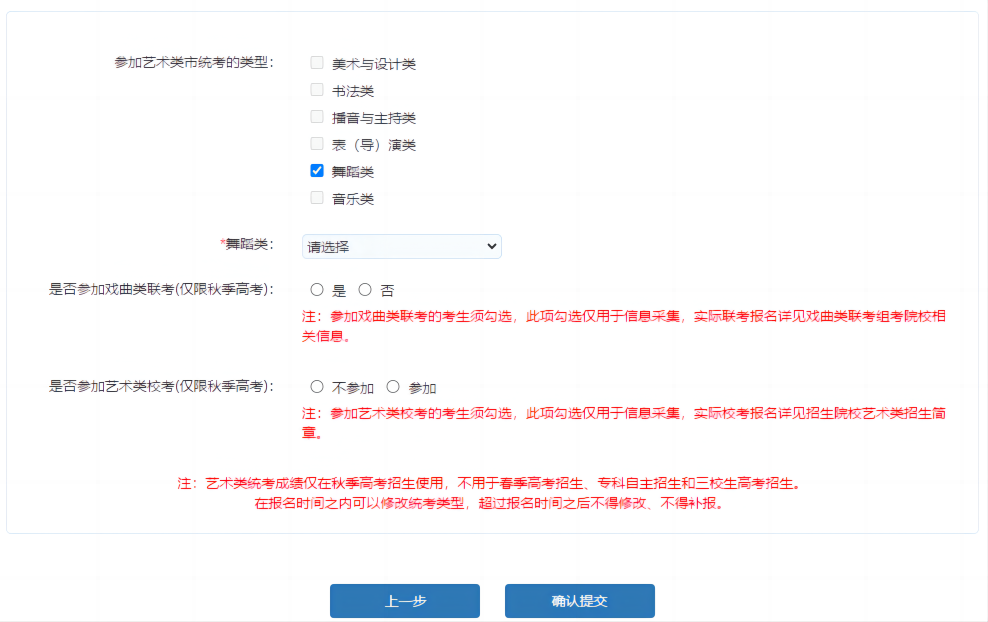 参加艺术类市统考的类型：
美术与设计类
书法类
播音与主持类
表（导）演类
舞蹈类
音乐类
*舞蹈类：
请选择
是否参加戏曲类联考(仅限秋季高考)：
是 否
注：参加戏曲类联考的考生须勾选，此项勾选仅用于信息采集，实际联考报名详见戏曲类联考组考院校相
关信息。
是否参加艺术类校考(仅限秋季高考)：
不参加 参加
注：参加艺术类校考的考生须勾选，此项勾选仅用于信息采集，实际校考报名详见招生院校艺术类招生简
章。
注：艺术类统考成绩仅在秋季高考招生使用，不用于春季高考招生、专科自主招生和三校生高考招生。
在报名时间之内可以修改统考类型，超过报名时间之后不得修改、不得补报。
上一步
确认提交